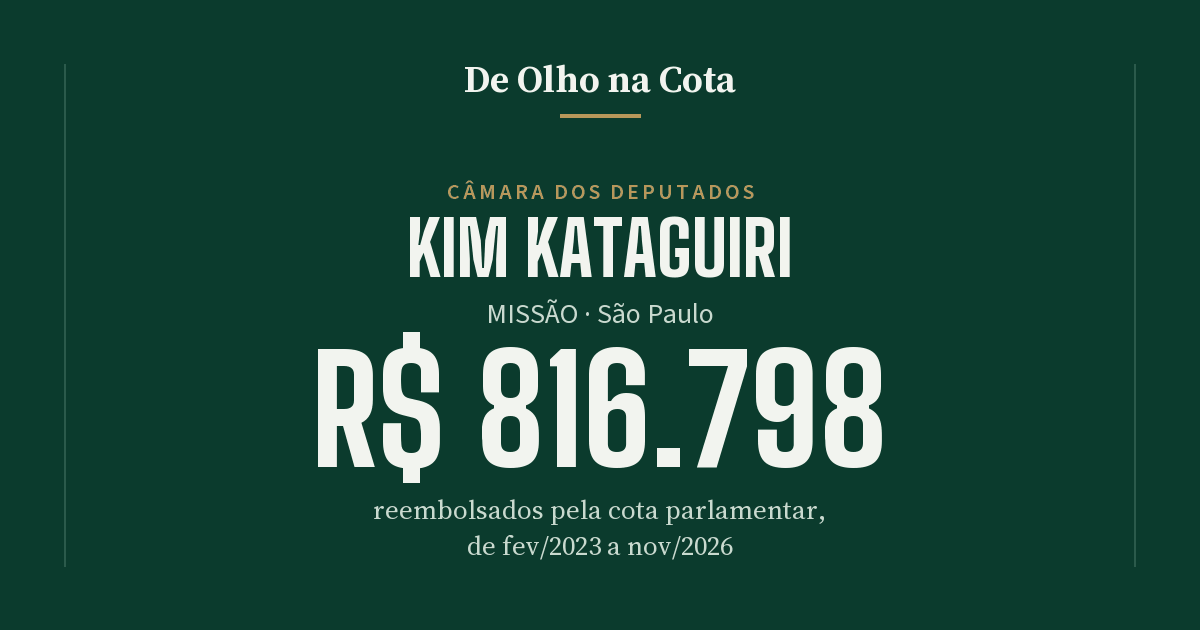 De Olho na Cota
CÂMARA DOS DEPUTADOS
KIM KATAGUIRI
MISSÃO · São Paulo
R$ 816.798
reembolsados pela cota parlamentar,
de fev/2023 a nov/2026